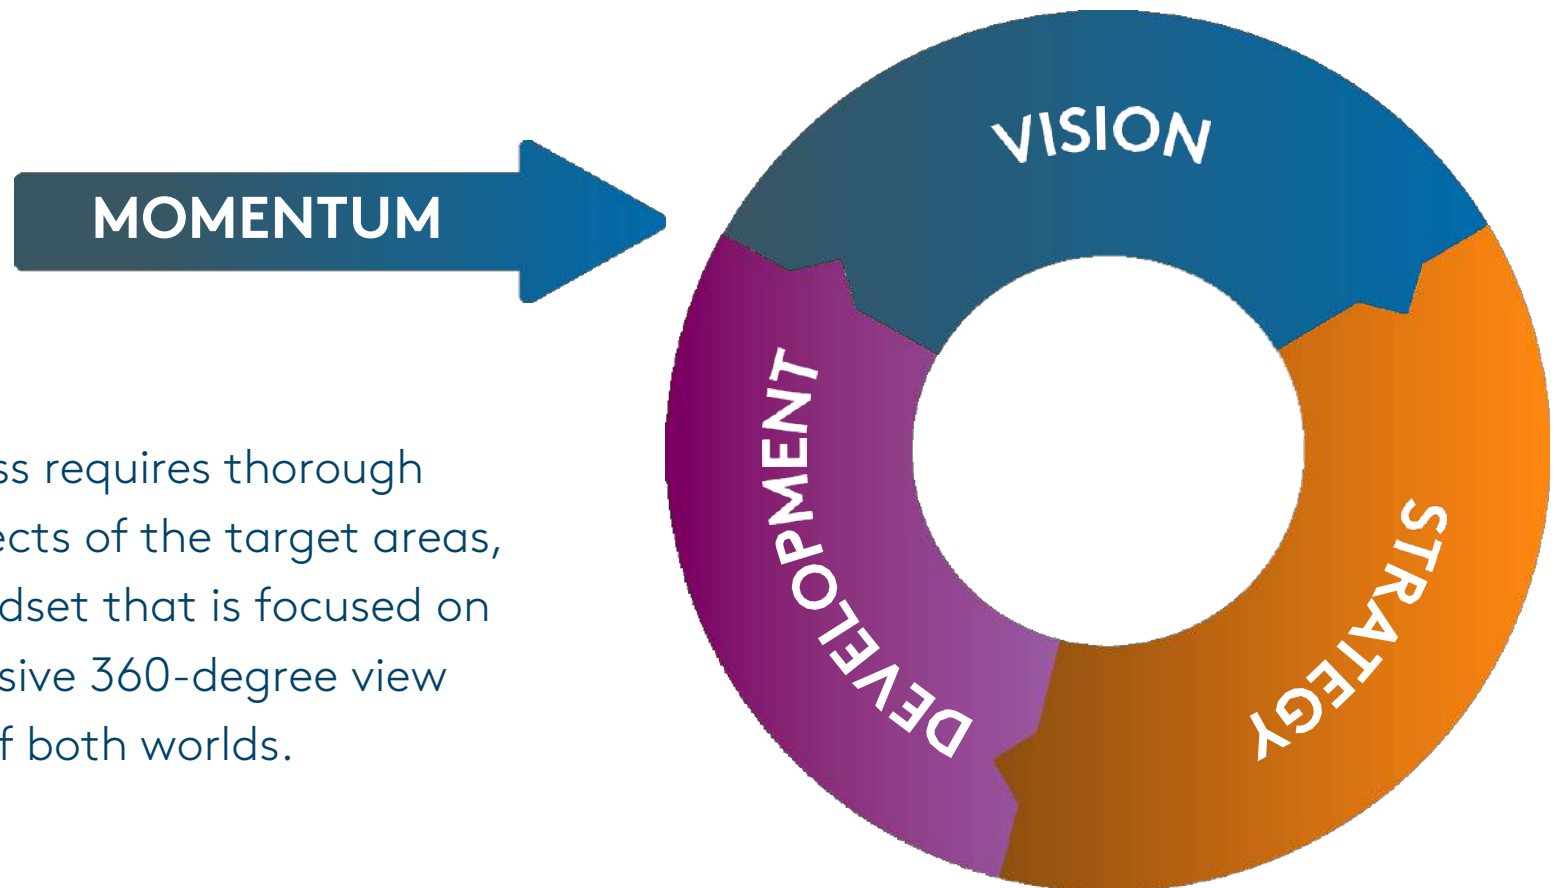 MOMENTUM
VISION
STRATEGY
DEVELOPMENT
ss requires thorough
ects of the target areas,
dset that is focused on
sive 360-degree view
f both worlds.